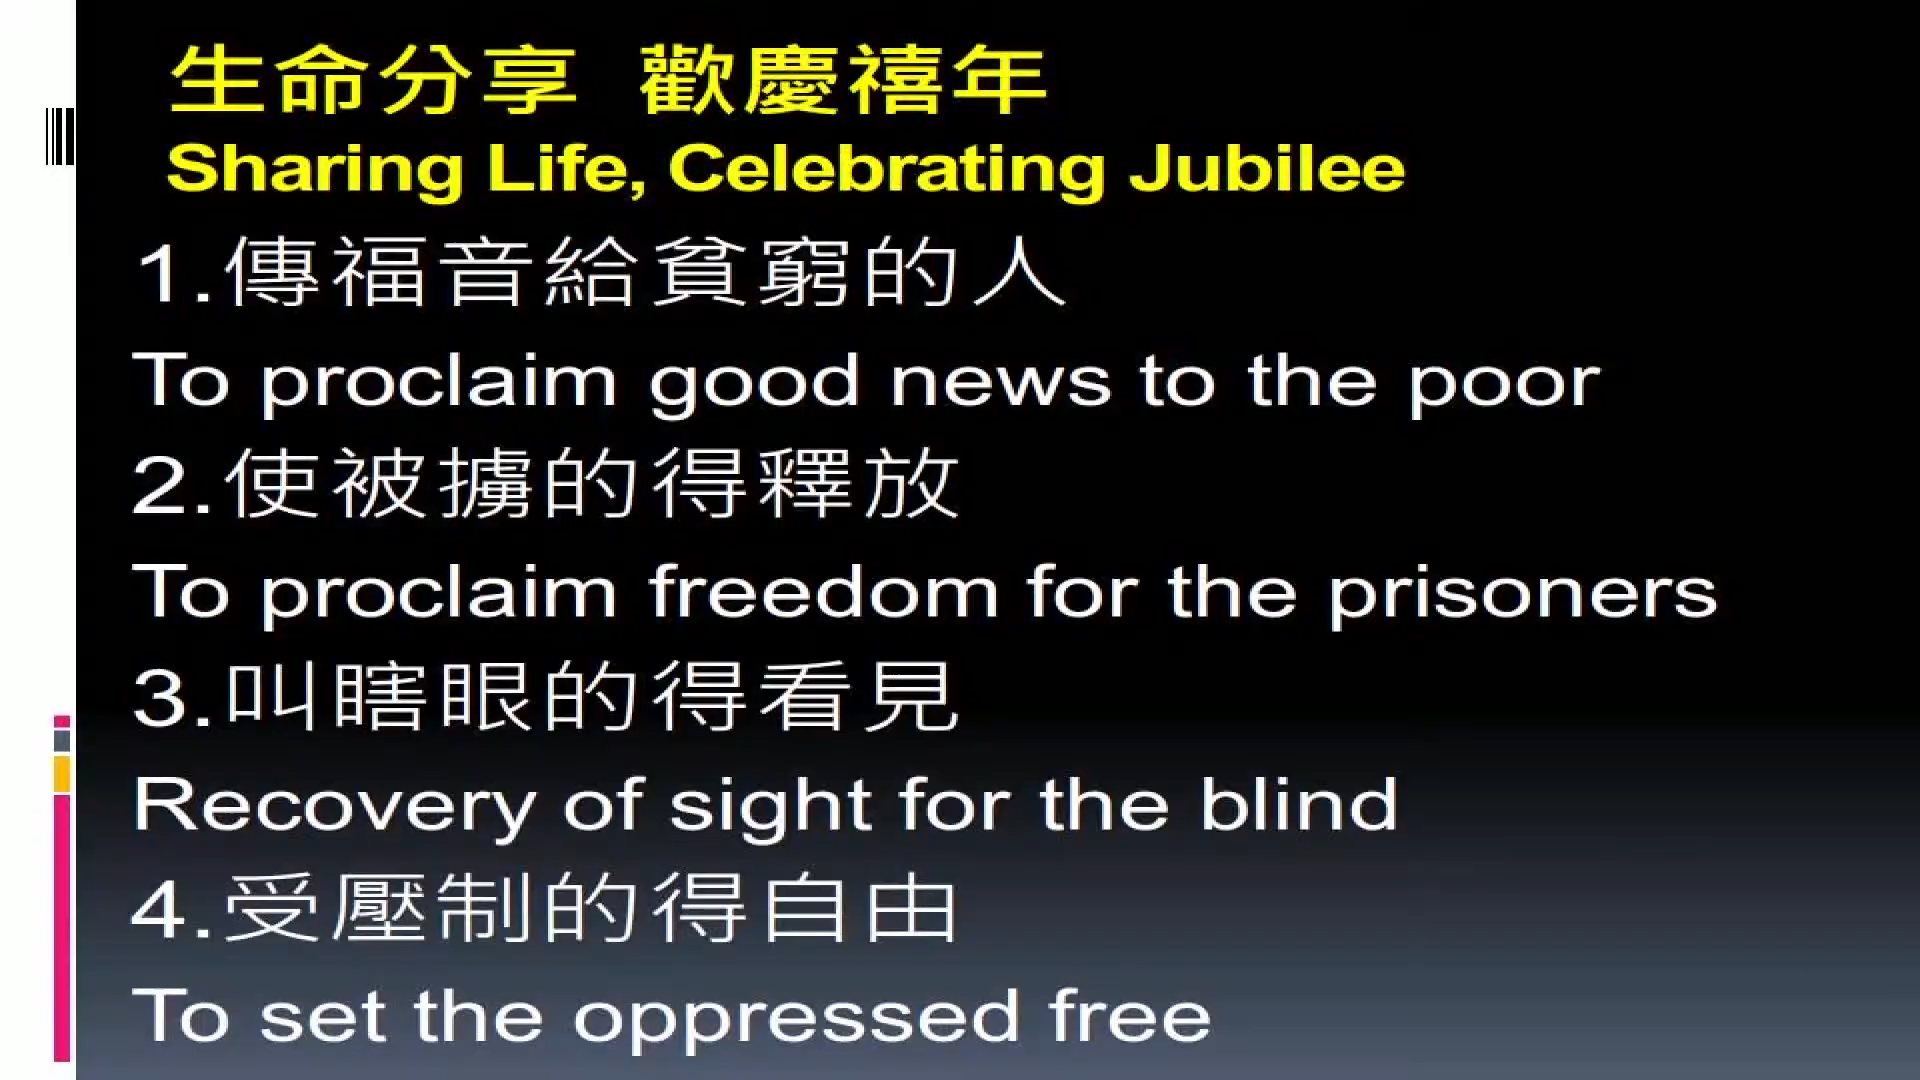 生命分享 歡慶禧年
Sharing Life, Celebrating Jubilee
1.傳福音給貧窮的人
To proclaim good news to the poor
2.使被擄的得釋放
To proclaim freedom for the prisoners
3.叫瞎眼的得看見
Recovery of sight for the blind
4.受壓制的得自由
To set the oppressed free